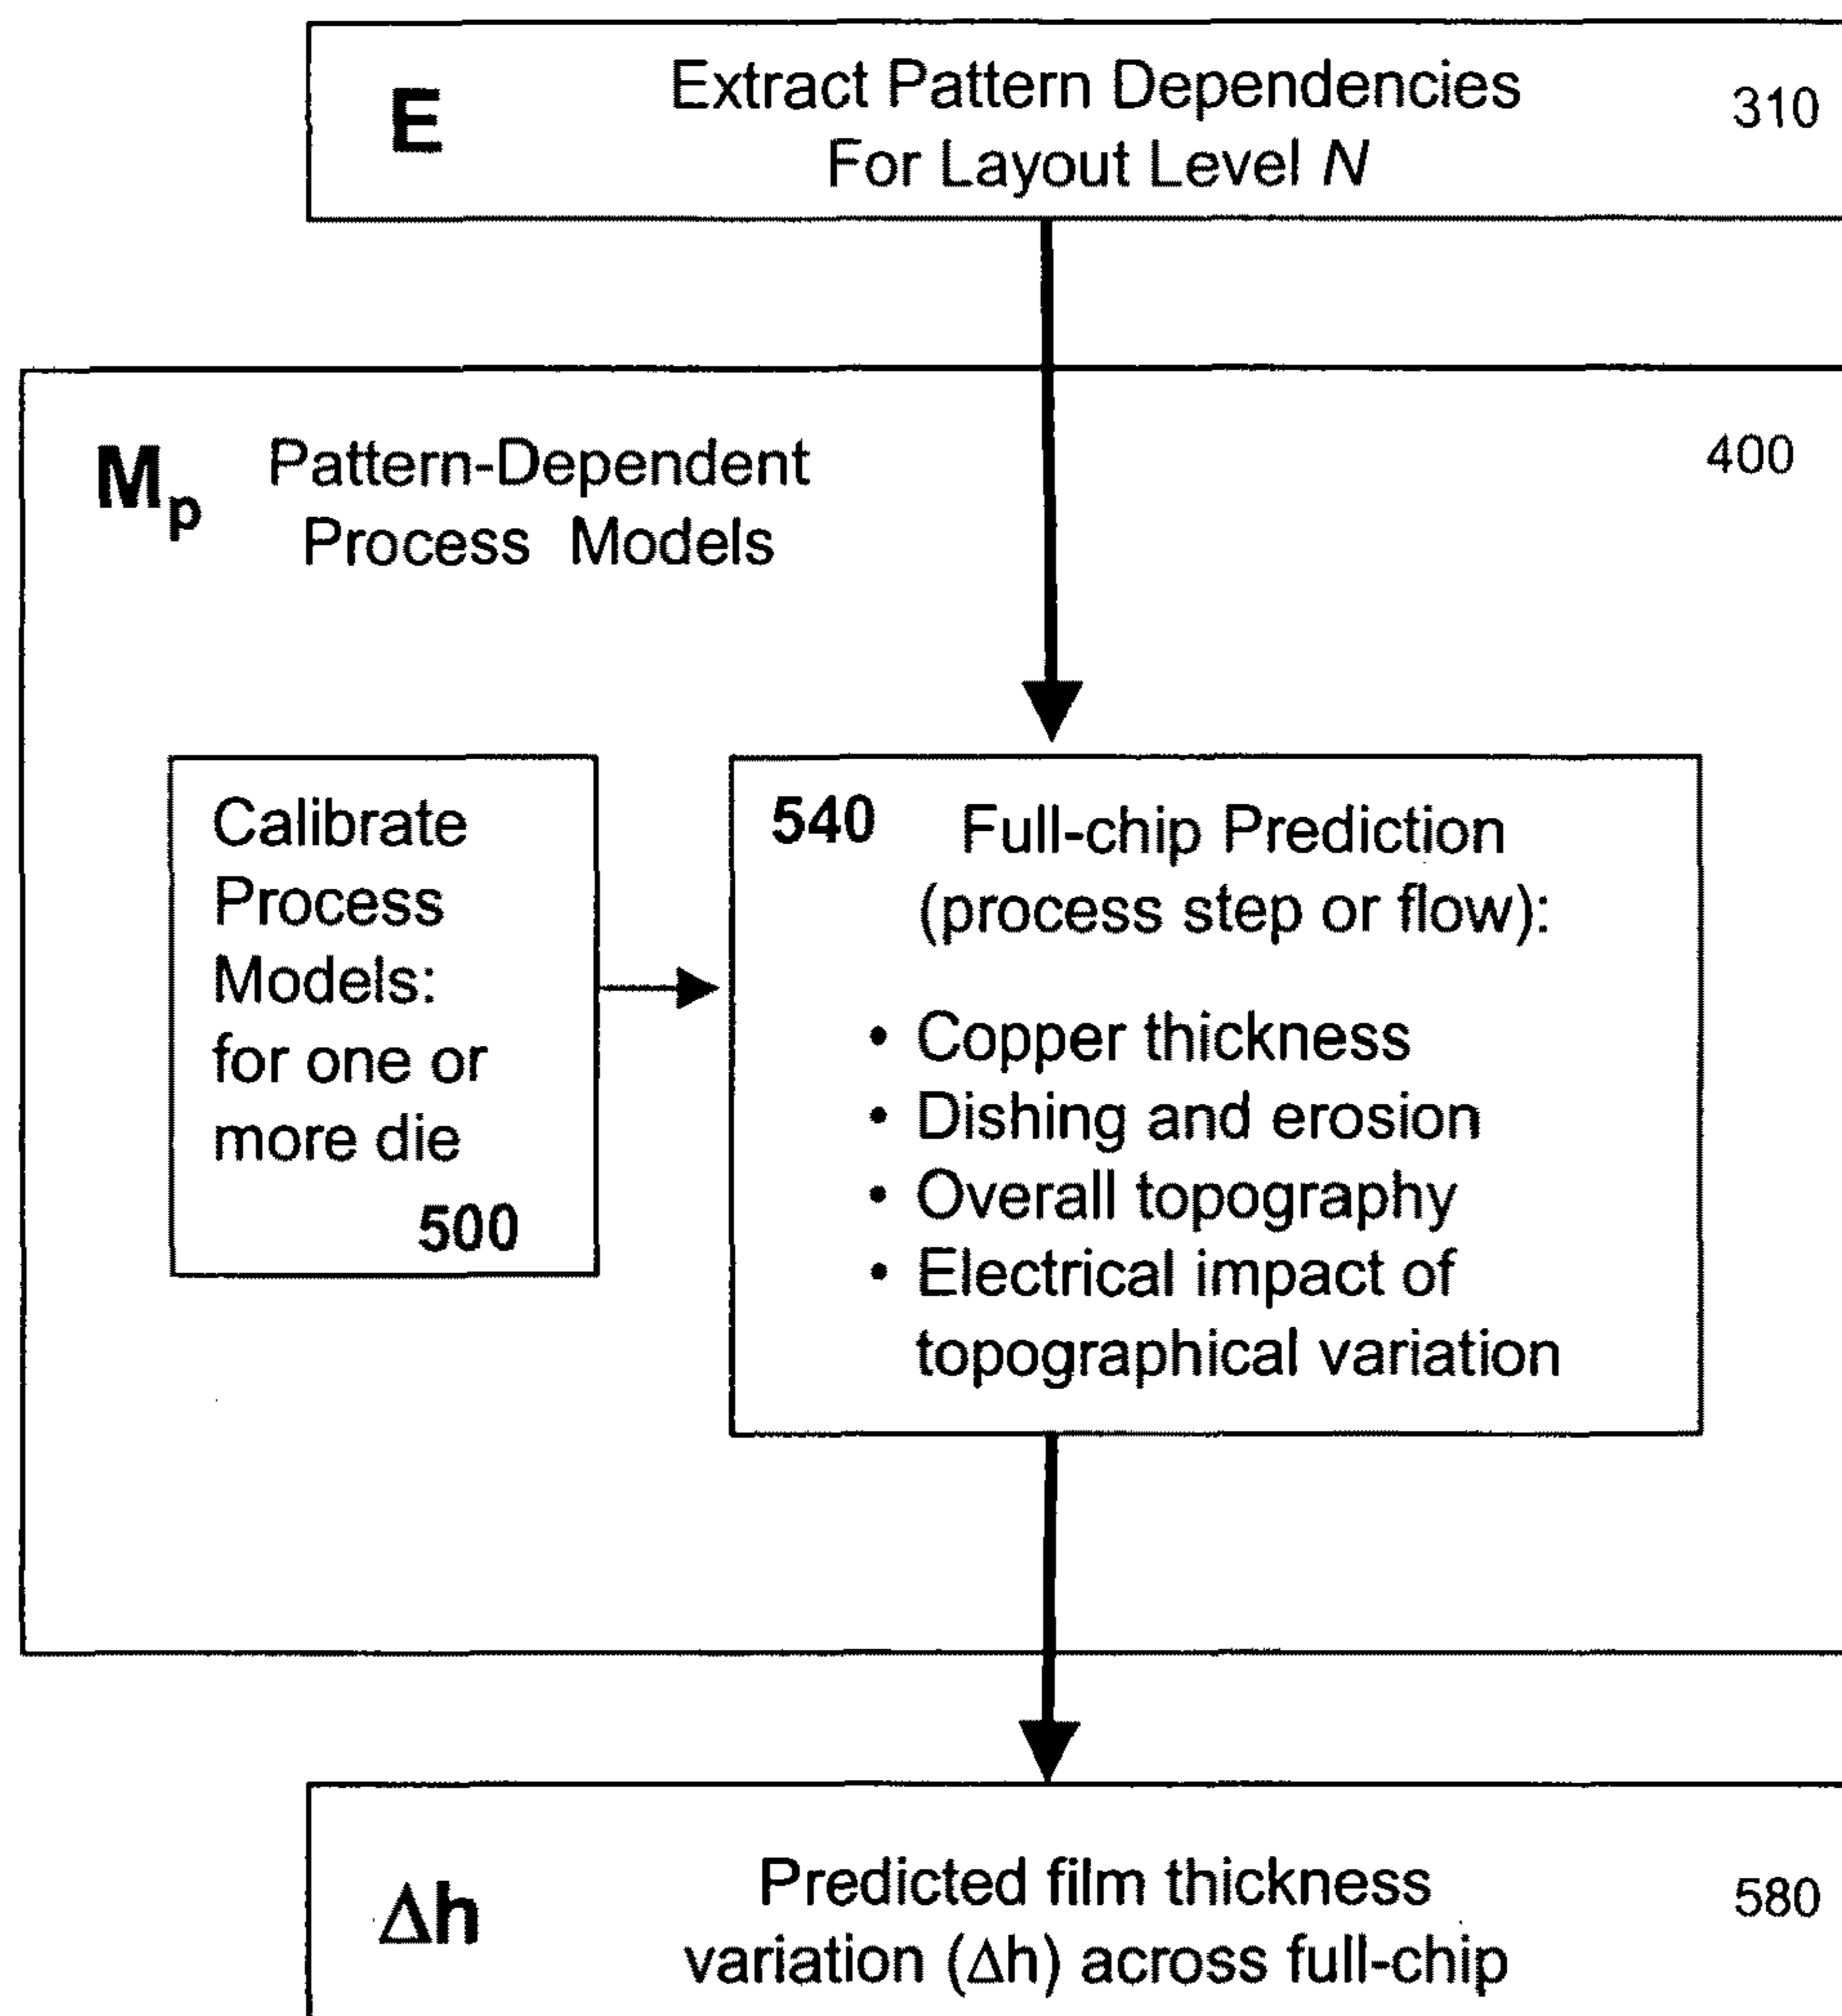 E Extract Pattern Dependencies 310
For Layout Level N
Mp Pattern-Dependent 400
Process Models
Calibrate
Process
Models:
for one or
more die
500
540 Full-chip Prediction
(process step or flow):
• Copper thickness
• Dishing and erosion
• Overall topography
• Electrical impact of
topographical variation
Δh Predicted film thickness 580
variation (Δh) across full-chip